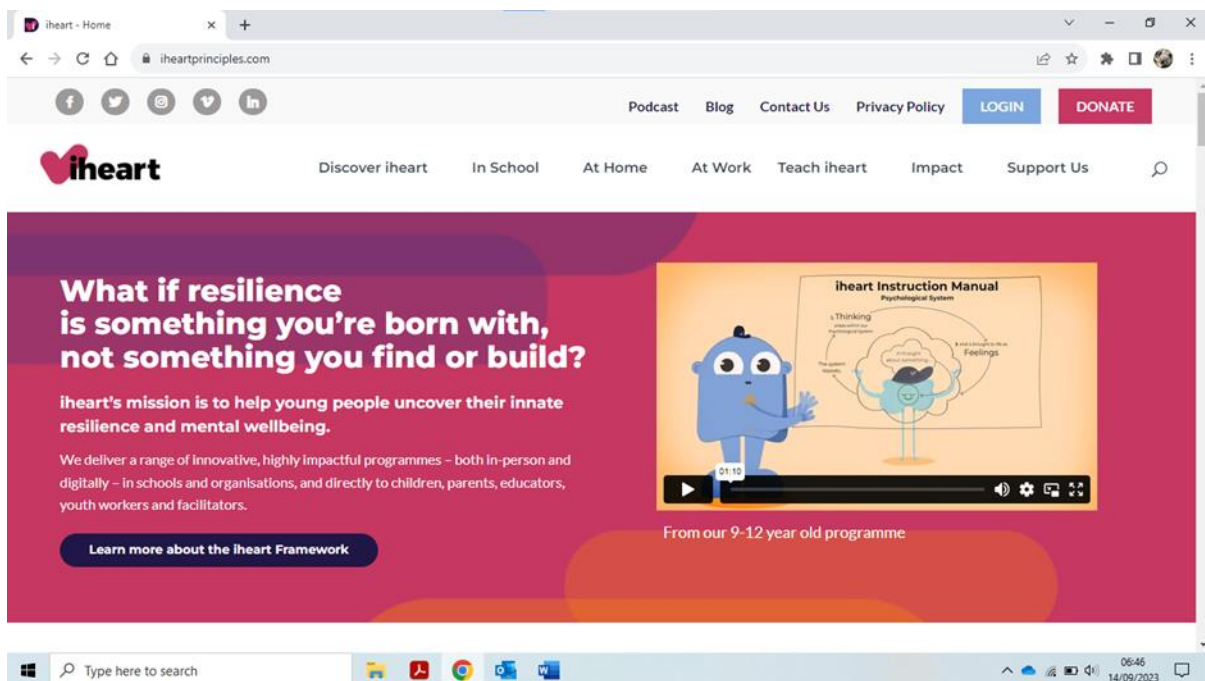 iheart - Home
iheartprinciples.com
Podcast Blog Contact Us Privacy Policy LOGIN DONATE
iheart
Discover iheart In School At Home At Work Teach iheart Impact Support Us
What if resilience
is something you're born with,
not something you find or build?
iheart's mission is to help young people uncover their innate
resilience and mental wellbeing.
We deliver a range of innovative, highly impactful programmes – both in-person and
digitally – in schools and organisations, and directly to children, parents, educators,
youth workers and facilitators.
Learn more about the iheart Framework
iheart Instruction Manual
Psychological System
Thinking
The system
repeats.
Feelings
01:10
From our 9-12 year old programme
Type here to search
06:46
14/09/2023